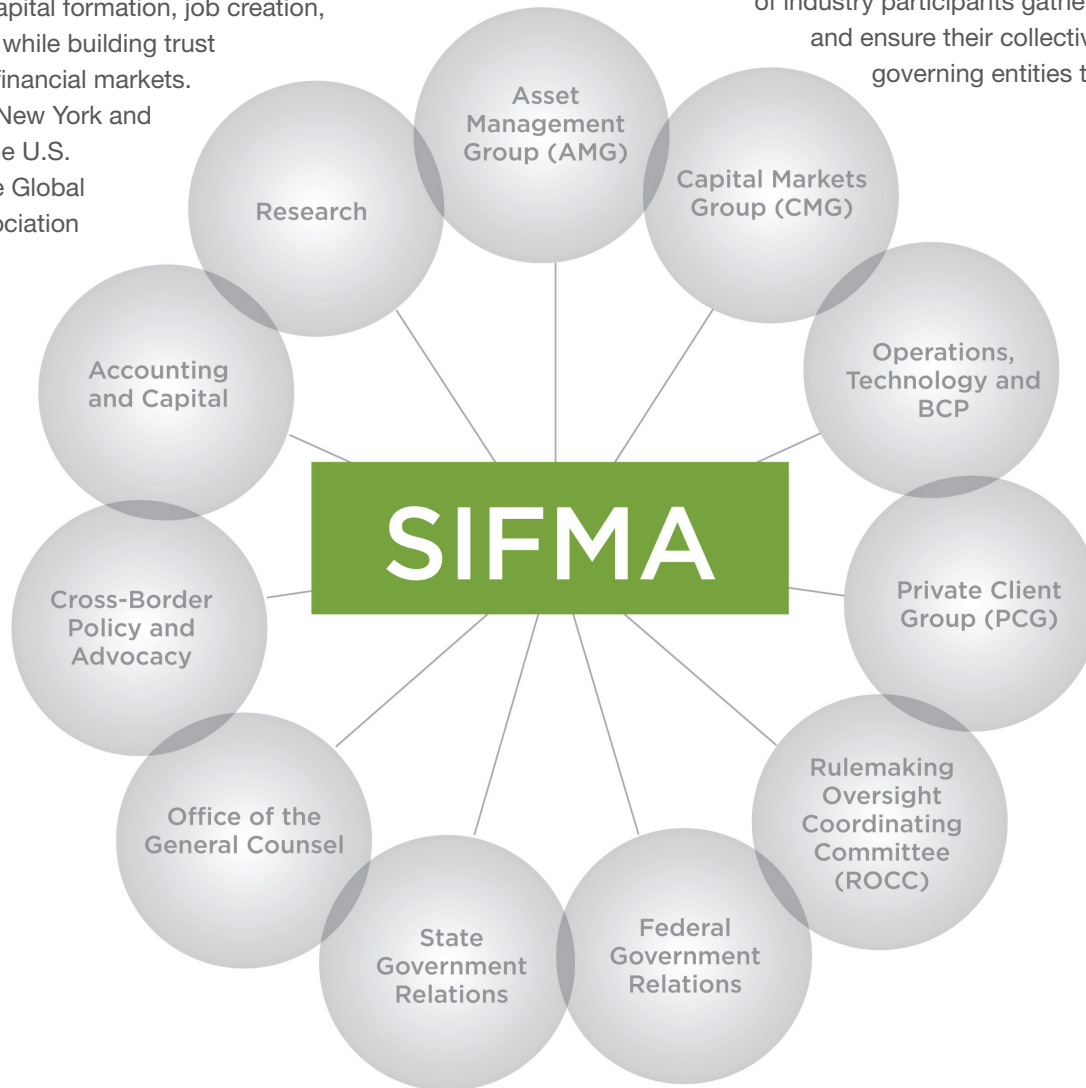 capital formation, job creation,
while building trust
financial markets.
New York and
U.S.
Global
of industry participants
and ensure their
governing entities
Asset
Management
Group (AMG)
Capital Markets
Group (CMG)
Operations,
Technology and
BCP
Private Client
Group (PCG)
Rulemaking
Oversight
Coordinating
Committee
(ROCC)
Federal
Government
Relations
State
Government
Relations
Office of the
General Counsel
Cross-Border
Policy and
Advocacy
Accounting
and Capital
Research
SIFMA